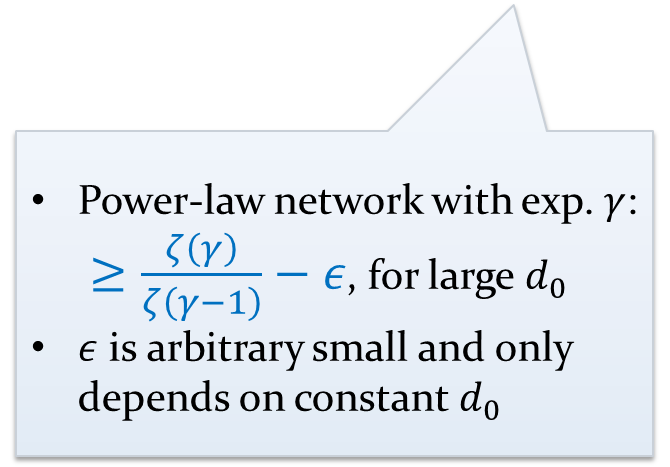 • Power-law network with exp. γ:
≥ ζ(γ)/ζ(γ−1) − ϵ, for large d₀
• ϵ is arbitrary small and only
depends on constant d₀